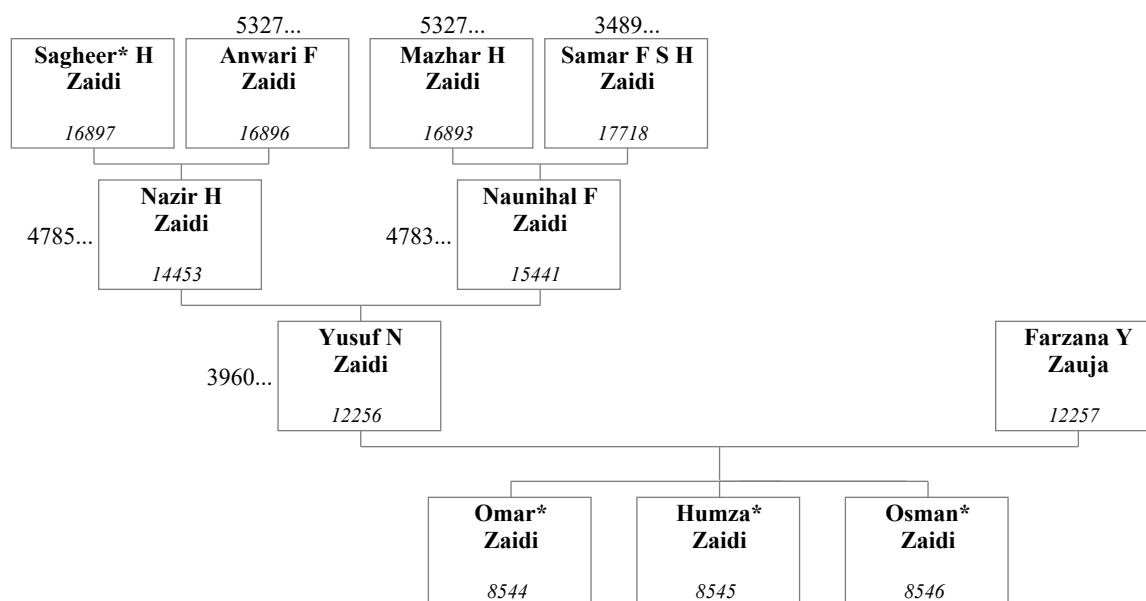 5327...
5327...
3489...
Sagheer* H
Zaidi
16897
Anwari F
Zaidi
16896
Mazhar H
Zaidi
16893
Samar F S H
Zaidi
17718
4785...
Nazir H
Zaidi
14453
4783...
Naunihal F
Zaidi
15441
3960...
Yusuf N
Zaidi
12256
Farzana Y
Zauja
12257
Omar*
Zaidi
8544
Humza*
Zaidi
8545
Osman*
Zaidi
8546